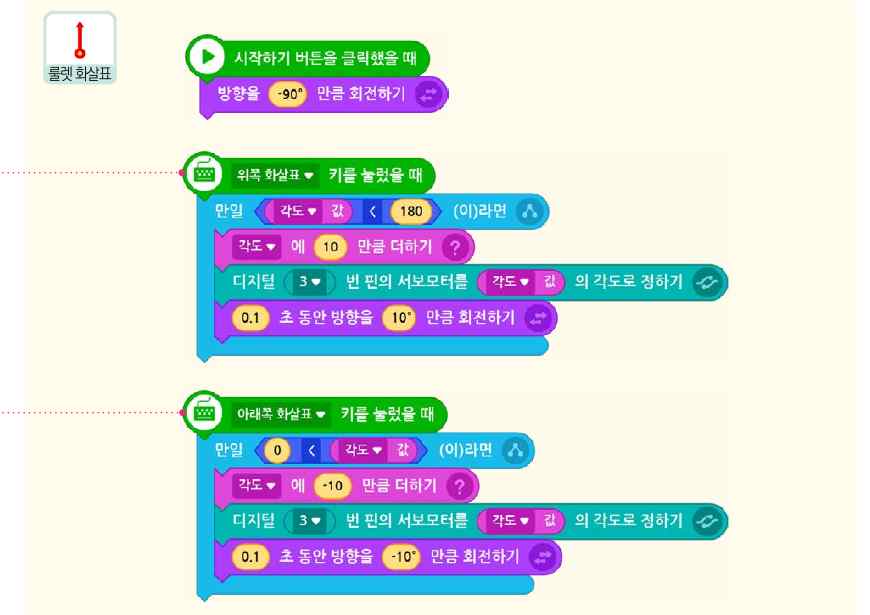 룰렛 화살표
시작하기 버튼을 클릭했을 때
방향을 -90° 만큼 회전하기
위쪽 화살표 키를 눌렀을 때
만일 각도 값 < 180 (이)라면
각도 에 10 만큼 더하기 ?
디지털 3 번 핀의 서보모터를 각도 값 의 각도로 정하기
0.1 초 동안 방향을 10° 만큼 회전하기
아래쪽 화살표 키를 눌렀을 때
만일 0 < 각도 값 (이)라면
각도 에 -10 만큼 더하기 ?
디지털 3 번 핀의 서보모터를 각도 값 의 각도로 정하기
0.1 초 동안 방향을 -10° 만큼 회전하기